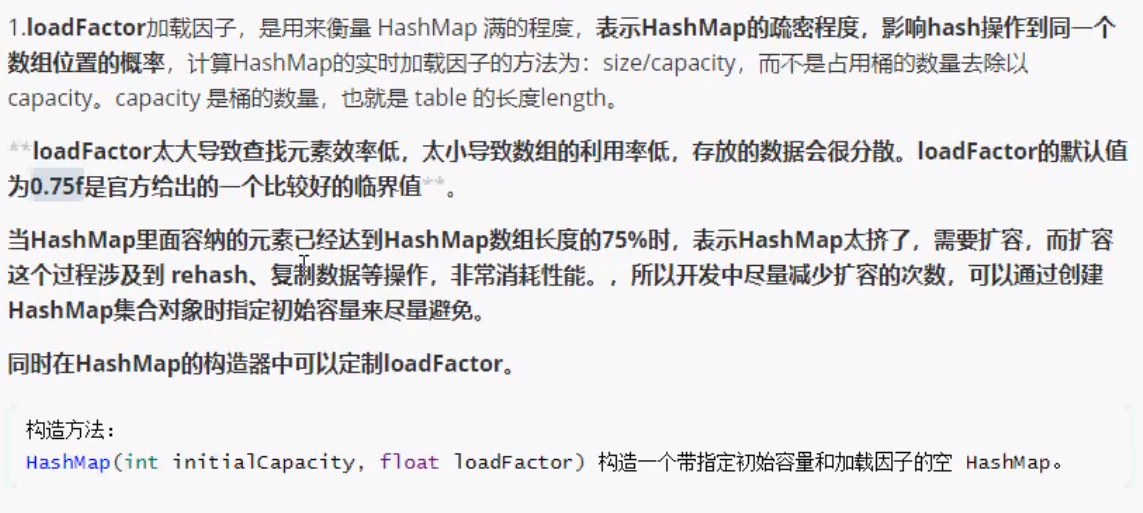 1.loadFactor加载因子，是用来衡量 HashMap 满的程度，表示HashMap的疏密程度，影响hash操作到同一个
数组位置的概率，计算HashMap的实时加载因子的方法为：size/capacity，而不是占用桶的数量去除以
capacity。capacity 是桶的数量，也就是 table 的长度length。
**loadFactor太大导致查找元素效率低，太小导致数组的利用率低，存放的数据会很分散。loadFactor的默认值
为0.75f是官方给出的一个比较好的临界值**。
当HashMap里面容纳的元素已经达到HashMap数组长度的75%时，表示HashMap太挤了，需要扩容，而扩容
这个过程涉及到 rehash、复制数据等操作，非常消耗性能。，所以开发中尽量减少扩容的次数，可以通过创建
HashMap集合对象时指定初始容量来尽量避免。
同时在HashMap的构造器中可以定制loadFactor。
构造方法：
HashMap(int initialCapacity, float loadFactor) 构造一个带指定初始容量和加载因子的空 HashMap。